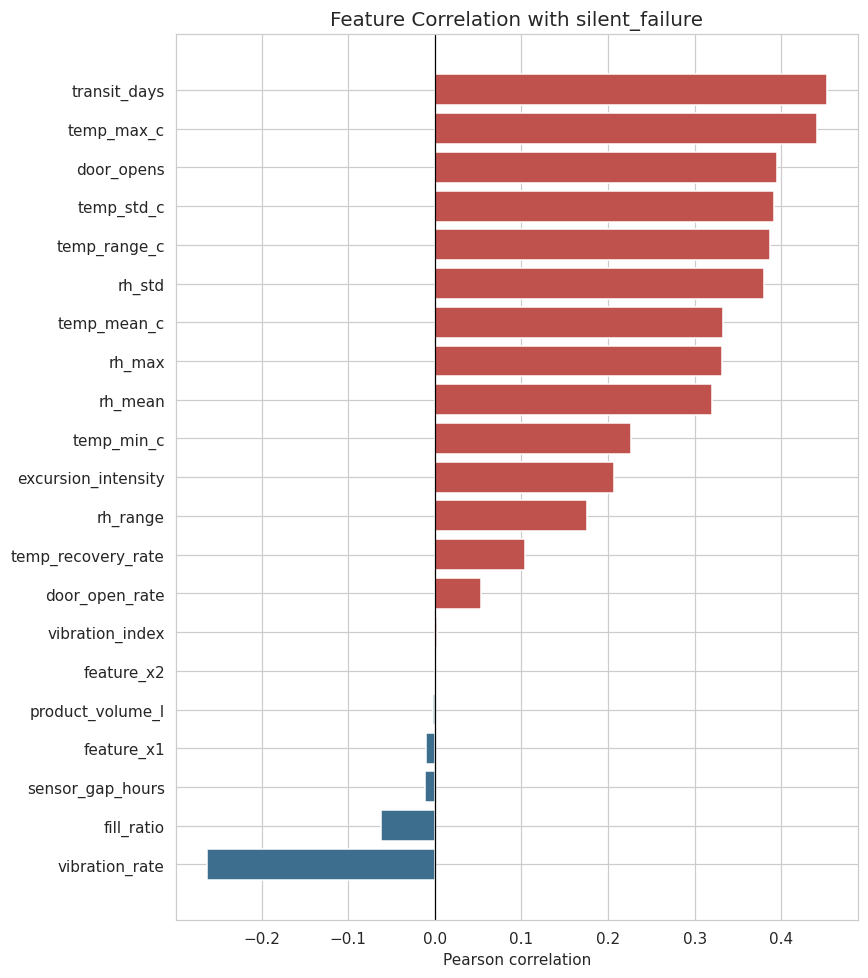 Feature Correlation with silent_failure
transit_days
temp_max_c
door_opens
temp_std_c
temp_range_c
rh_std
temp_mean_c
rh_max
rh_mean
temp_min_c
excursion_intensity
rh_range
temp_recovery_rate
door_open_rate
vibration_index
feature_x2
product_volume_l
feature_x1
sensor_gap_hours
fill_ratio
vibration_rate
−0.2 −0.1 0.0 0.1 0.2 0.3 0.4
Pearson correlation